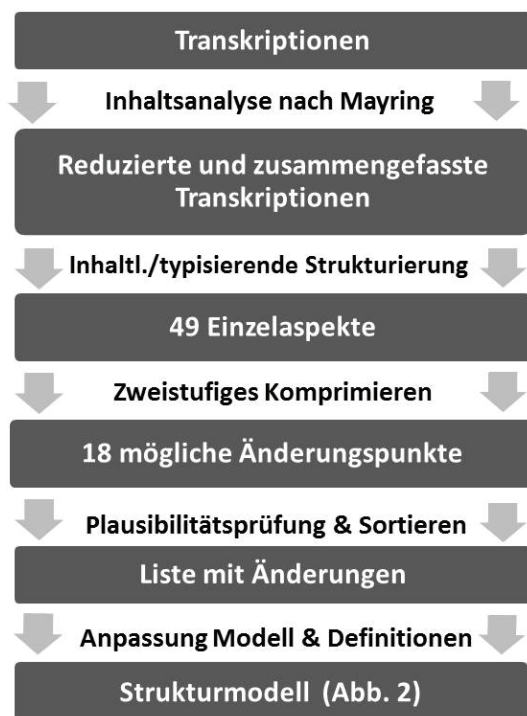 Transkriptionen
Inhaltsanalyse nach Mayring
Reduzierte und zusammengefasste
Transkriptionen
Inhaltl./typisierende Strukturierung
49 Einzelaspekte
Zweistufiges Komprimieren
18 mögliche Änderungspunkte
Plausibilitätsprüfung & Sortieren
Liste mit Änderungen
Anpassung Modell & Definitionen
Strukturmodell (Abb. 2)